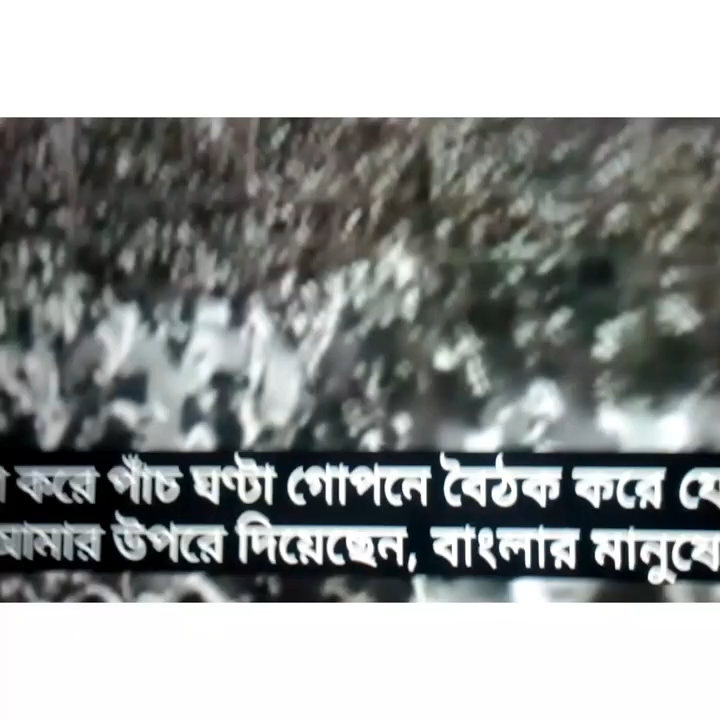 করে পাঁচ ঘণ্টা গোপনে বৈঠক করে যে
আমার উপরে দিয়েছেন, বাংলার মানুষে